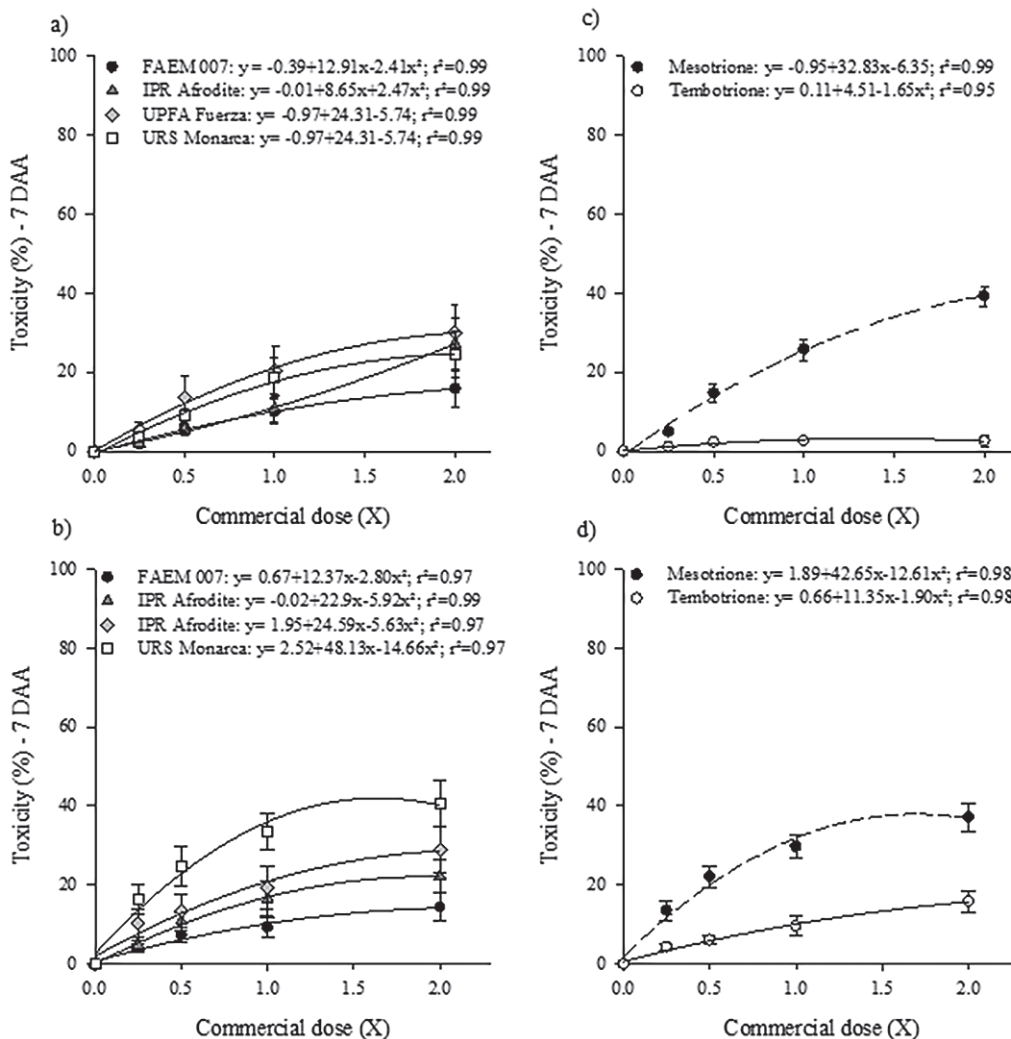 a)
FAEM 007: y= -0.39+12.91x-2.41x²; r²=0.99
IPR Afrodite: y= -0.01+8.65x+2.47x²; r²=0.99
UPFA Fuerza: y= -0.97+24.31-5.74; r²=0.99
URS Monarca: y= -0.97+24.31-5.74; r²=0.99
100
80
60
40
20
0
Toxicity (%) - 7 DAA
0.0 0.5 1.0 1.5 2.0
Commercial dose (X)
c)
Mesotrione: y= -0.95+32.83x-6.35; r²=0.99
Tembotrione: y= 0.11+4.51-1.65x²; r²=0.95
100
80
60
40
20
0
Toxicity (%) - 7 DAA
0.0 0.5 1.0 1.5 2.0
Commercial dose (X)
b)
FAEM 007: y= 0.67+12.37x-2.80x²; r²=0.97
IPR Afrodite: y= -0.02+22.9x-5.92x²; r²=0.99
IPR Afrodite: y= 1.95+24.59x-5.63x²; r²=0.97
URS Monarca: y= 2.52+48.13x-14.66x²; r²=0.97
100
80
60
40
20
0
Toxicity (%) - 7 DAA
0.0 0.5 1.0 1.5 2.0
Commercial dose (X)
d)
Mesotrione: y= 1.89+42.65x-12.61x²; r²=0.98
Tembotrione: y= 0.66+11.35x-1.90x²; r²=0.98
100
80
60
40
20
0
Toxicity (%) - 7 DAA
0.0 0.5 1.0 1.5 2.0
Commercial dose (X)